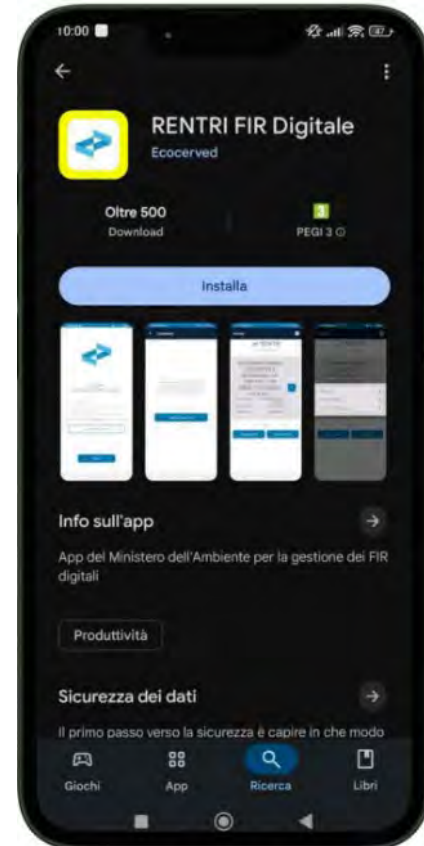 10:00
RENTRI FIR Digitale
Ecocerved
Oltre 500
Download
3
PEGI 3
Installa
Info sull'app
App del Ministero dell'Ambiente per la gestione dei FIR
digitali
Produttività
Sicurezza dei dati
Il primo passo verso la sicurezza è capire in che modo
Giochi
App
Ricerca
Libri